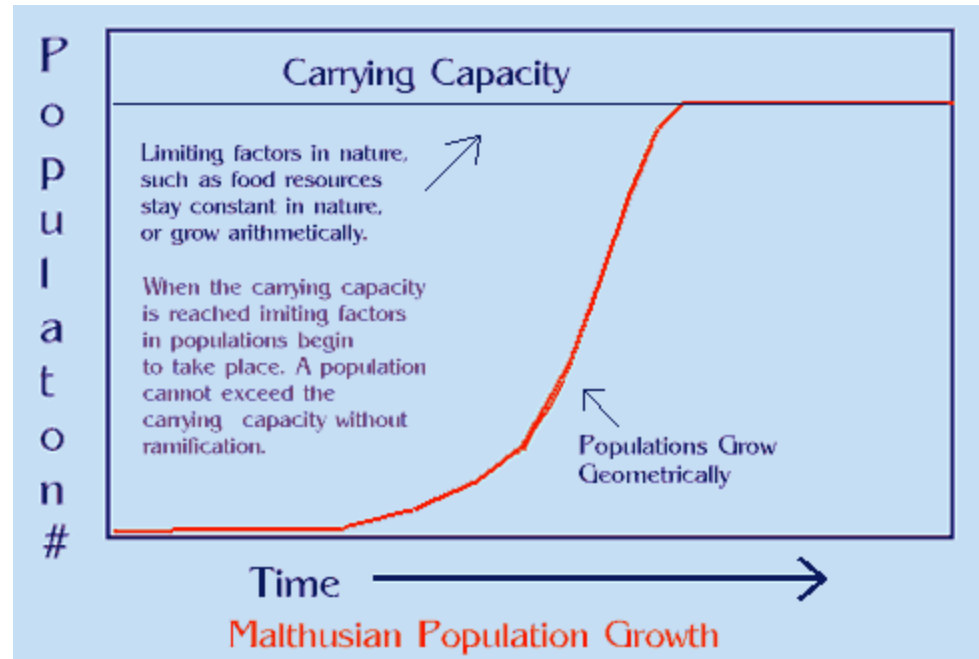 Populaton#
Carrying Capacity
Limiting factors in nature,
such as food resources
stay constant in nature,
or grow arithmetically.
When the carrying capacity
is reached imiting factors
in populations begin
to take place. A population
cannot exceed the
carrying capacity without
ramification.
Populations Grow
Geometrically
Time
Malthusian Population Growth